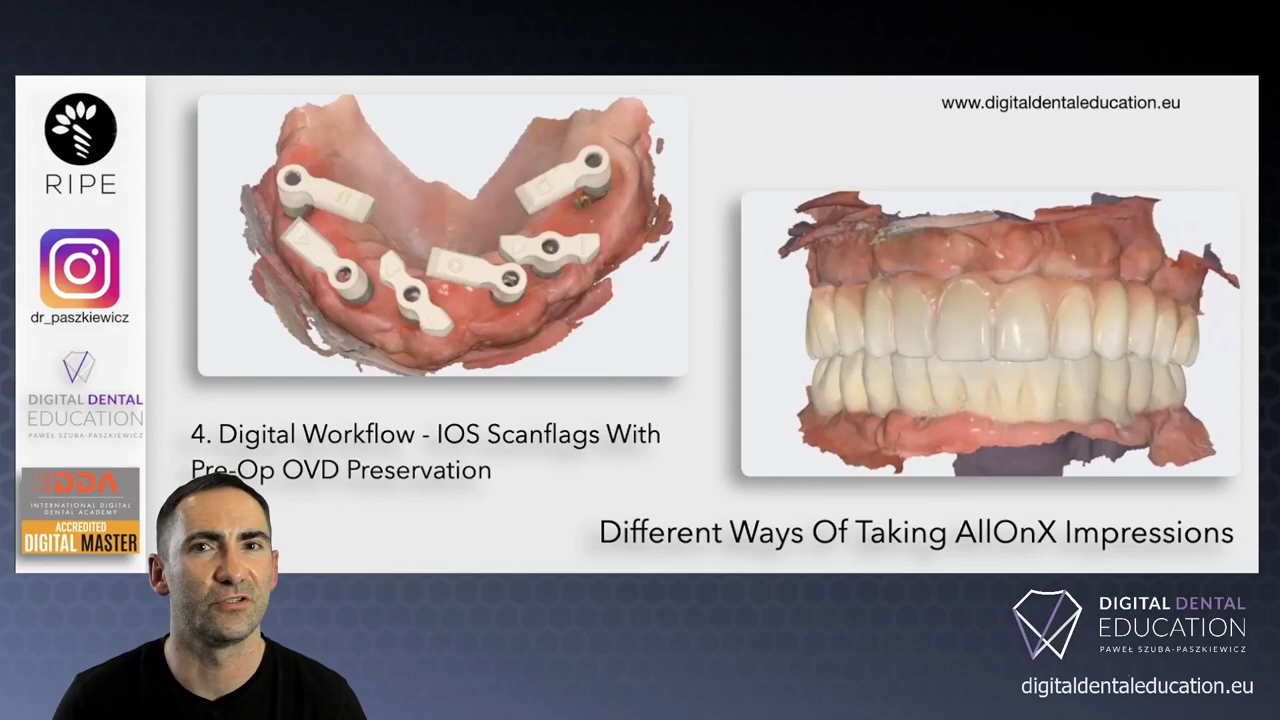 www.digitaldentaleducation.eu
RIPE
dr_paszkiewicz
DIGITAL DENTAL
EDUCATION
PAWEŁ SZUBA-PASZKIEWICZ
IDDA
INTERNATIONAL DIGITAL
DENTAL ACADEMY
ACCREDITED
DIGITAL MASTER
4. Digital Workflow - IOS Scanflags With
Pre-Op OVD Preservation
Different Ways Of Taking AllOnX Impressions
DIGITAL DENTAL
EDUCATION
PAWEŁ SZUBA-PASZKIEWICZ
digitaldentaleducation.eu